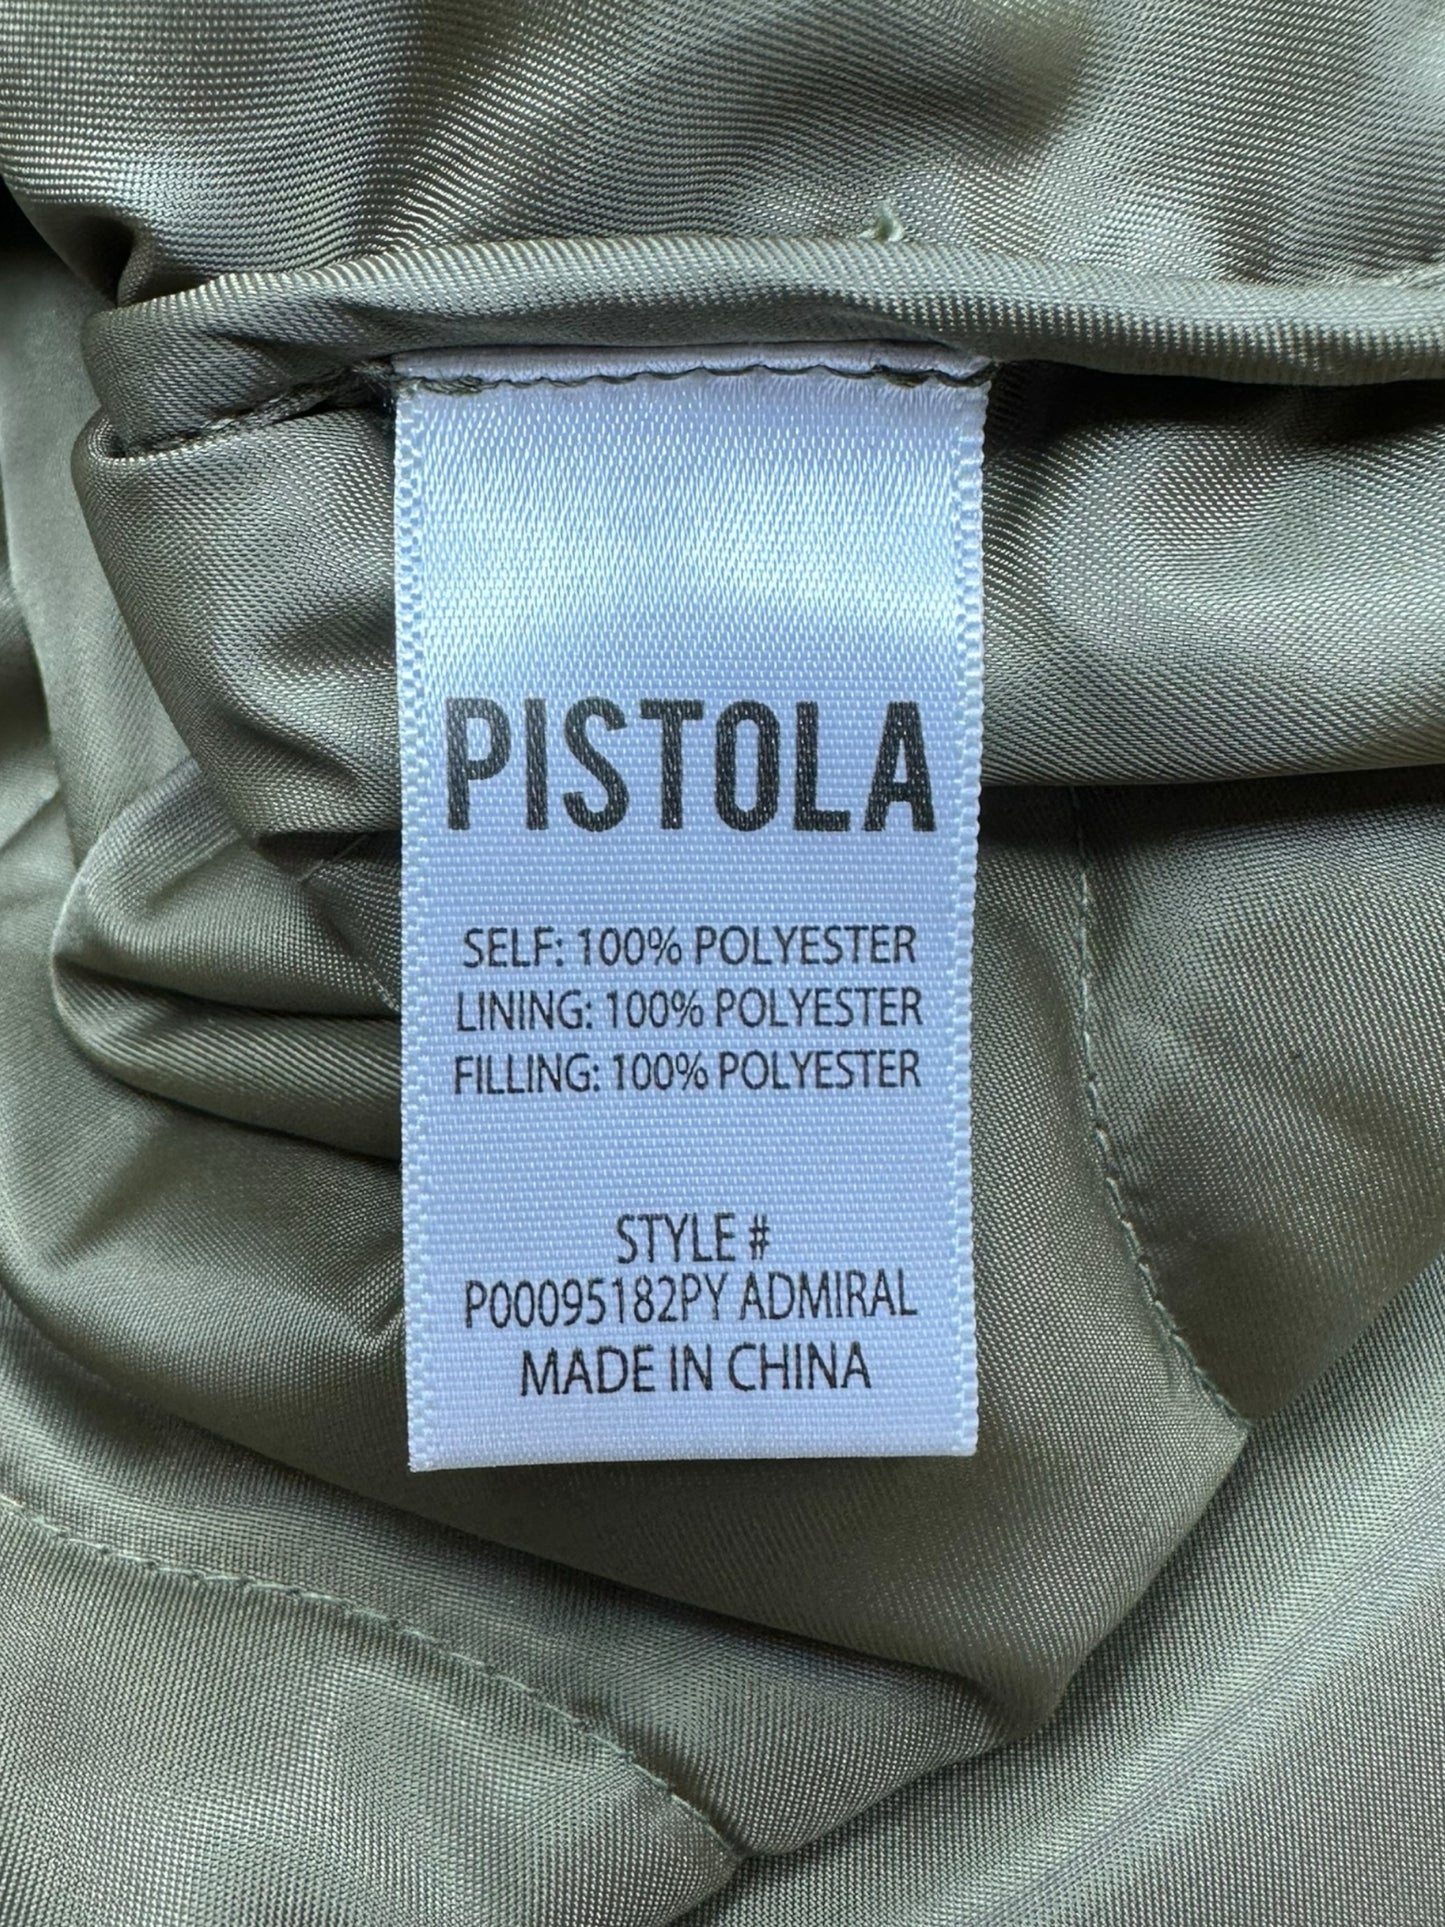 PISTOLA
SELF: 100% POLYESTER
LINING: 100% POLYESTER
FILLING: 100% POLYESTER
STYLE #
P00095182PY ADMIRAL
MADE IN CHINA